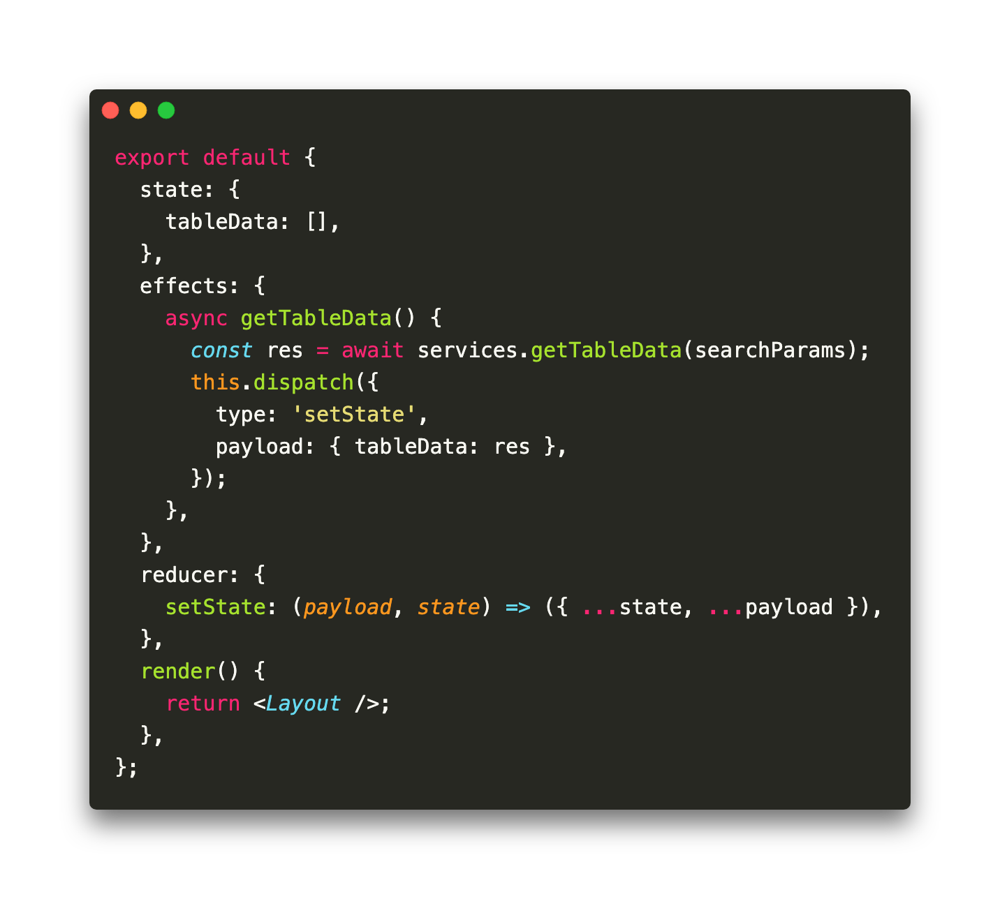 export default {
  state: {
    tableData: [],
  },
  effects: {
    async getTableData() {
      const res = await services.getTableData(searchParams);
      this.dispatch({
        type: 'setState',
        payload: { tableData: res },
      });
    },
  },
  reducer: {
    setState: (payload, state) => ({ ...state, ...payload }),
  },
  render() {
    return <Layout />;
  },
};